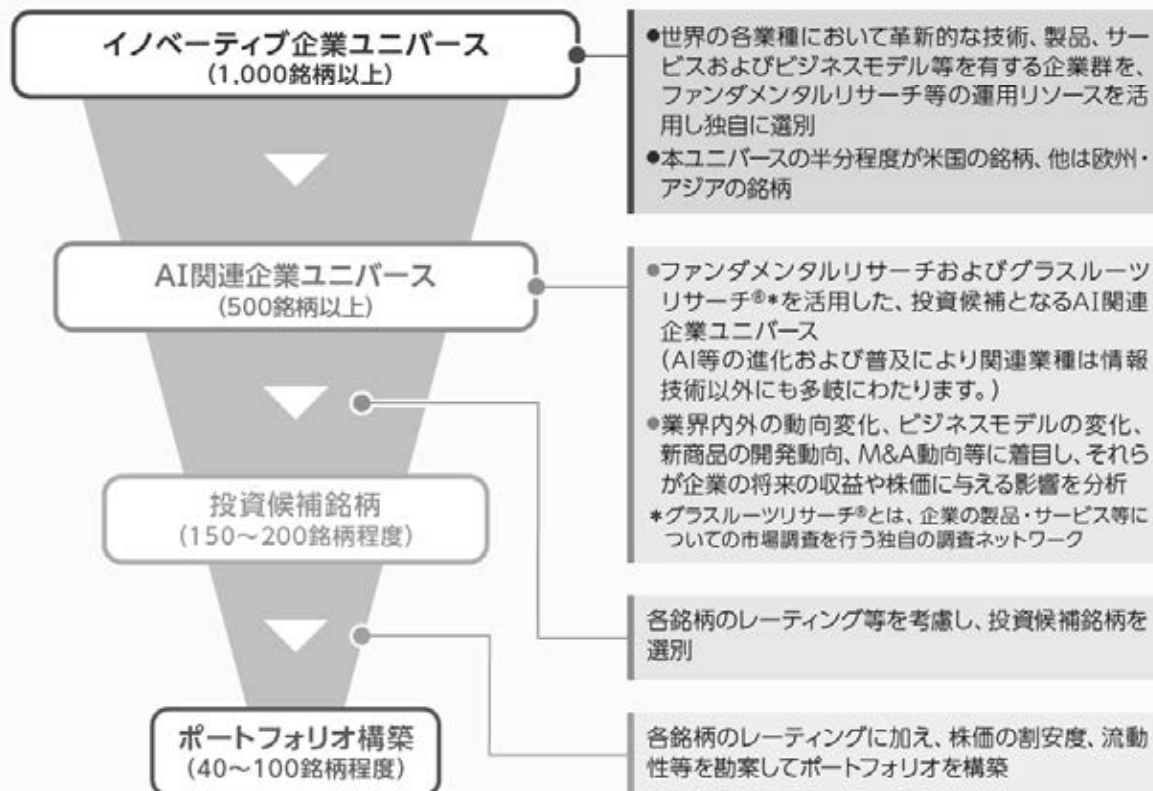 イノベーティブ企業ユニバース
(1,000銘柄以上)
●世界の各業種において革新的な技術、製品、サー
ビスおよびビジネスモデル等を有する企業群を、
ファンダメンタルリサーチ等の運用リソースを活
用し独自に選別
●本ユニバースの半分程度が米国の銘柄、他は欧州・
アジアの銘柄
AI関連企業ユニバース
(500銘柄以上)
●ファンダメンタルリサーチおよびグラスルーツ
リサーチ®*を活用した、投資候補となるAI関連
企業ユニバース
(AI等の進化および普及により関連業種は情報
技術以外にも多岐にわたります。)
●業界内外の動向変化、ビジネスモデルの変化、
新商品の開発動向、M&A動向等に着目し、それら
が企業の将来の収益や株価に与える影響を分析
*グラスルーツリサーチ®とは、企業の製品・サービス等に
ついての市場調査を行う独自の調査ネットワーク
投資候補銘柄
(150～200銘柄程度)
各銘柄のレーティング等を考慮し、投資候補銘柄を
選別
ポートフォリオ構築
(40～100銘柄程度)
各銘柄のレーティングに加え、株価の割安度、流動
性等を勘案してポートフォリオを構築